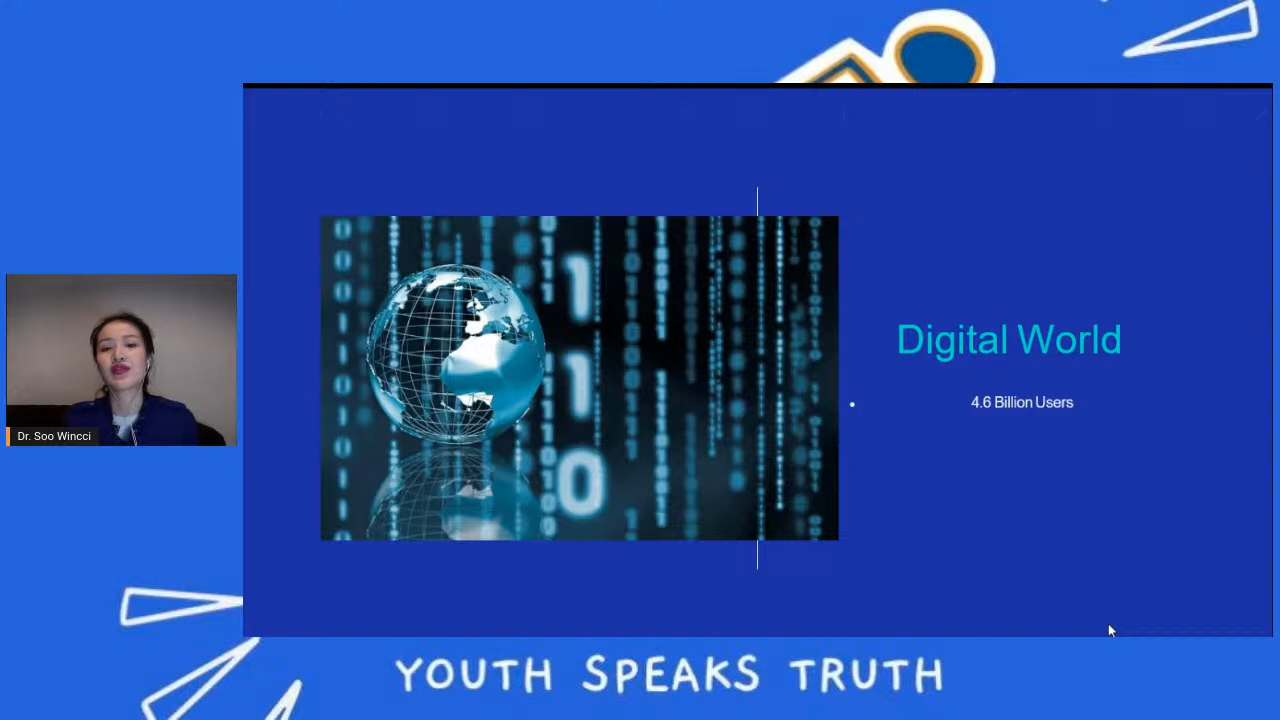 Digital World
4.6 Billion Users
Dr. Soo Wincci
YOUTH SPEAKS TRUTH